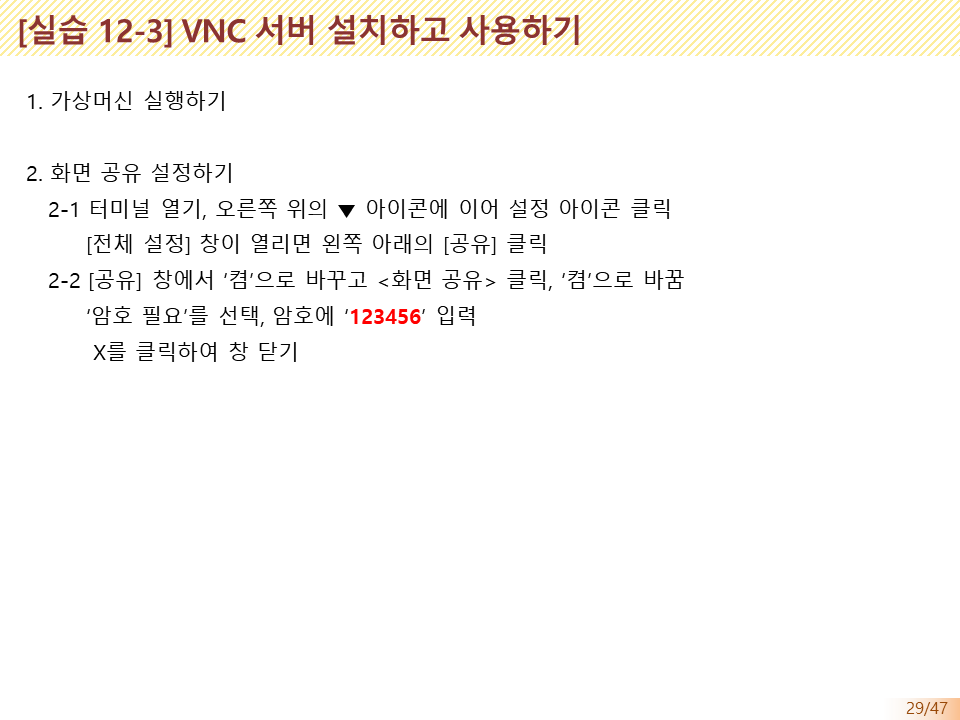 [실습 12-3] VNC 서버 설치하고 사용하기
1. 가상머신 실행하기
2. 화면 공유 설정하기
2-1 터미널 열기, 오른쪽 위의 ▼ 아이콘에 이어 설정 아이콘 클릭
[전체 설정] 창이 열리면 왼쪽 아래의 [공유] 클릭
2-2 [공유] 창에서 ‘켬’으로 바꾸고 <화면 공유> 클릭, ‘켬’으로 바꿈
‘암호 필요’를 선택, 암호에 ‘123456’ 입력
X를 클릭하여 창 닫기
29/47